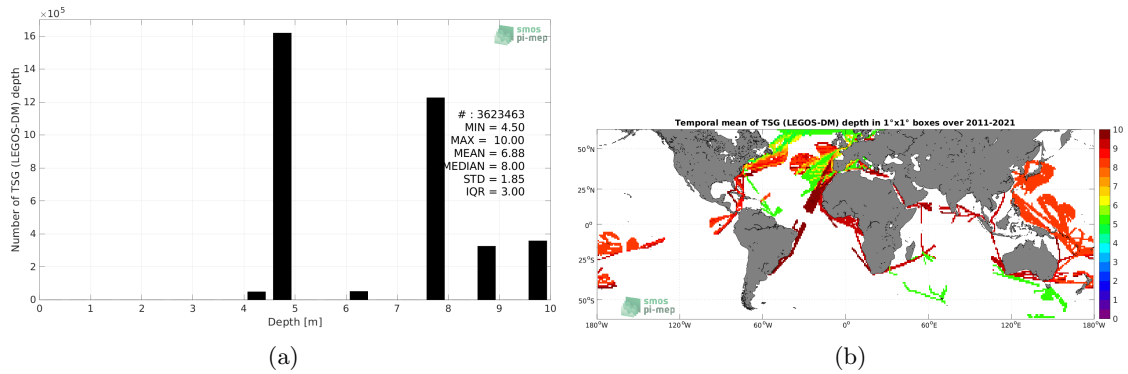 ×10⁵
16
14
12
10
8
6
4
2
0
Number of TSG (LEGOS-DM) depth
smos
pi-mep
# : 3623463
MIN = 4.50
MAX = 10.00
MEAN = 6.88
MEDIAN = 8.00
STD = 1.85
IQR = 3.00
0 1 2 3 4 5 6 7 8 9 10
Depth [m]
(a)
Temporal mean of TSG (LEGOS-DM) depth in 1°x1° boxes over 2011-2021
50°N
25°N
0°
25°S
50°S
smos
pi-mep
180°W 120°W 60°W 0° 60°E 120°E 180°W
10
9
8
7
6
5
4
3
2
1
0
(b)